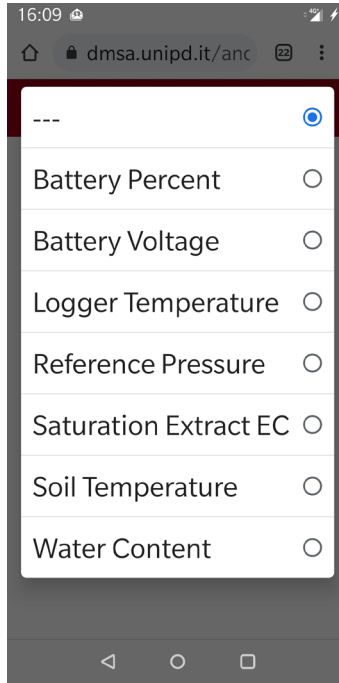 16:09
4G
dmsa.unipd.it/anc
22
---
Battery Percent
Battery Voltage
Logger Temperature
Reference Pressure
Saturation Extract EC
Soil Temperature
Water Content